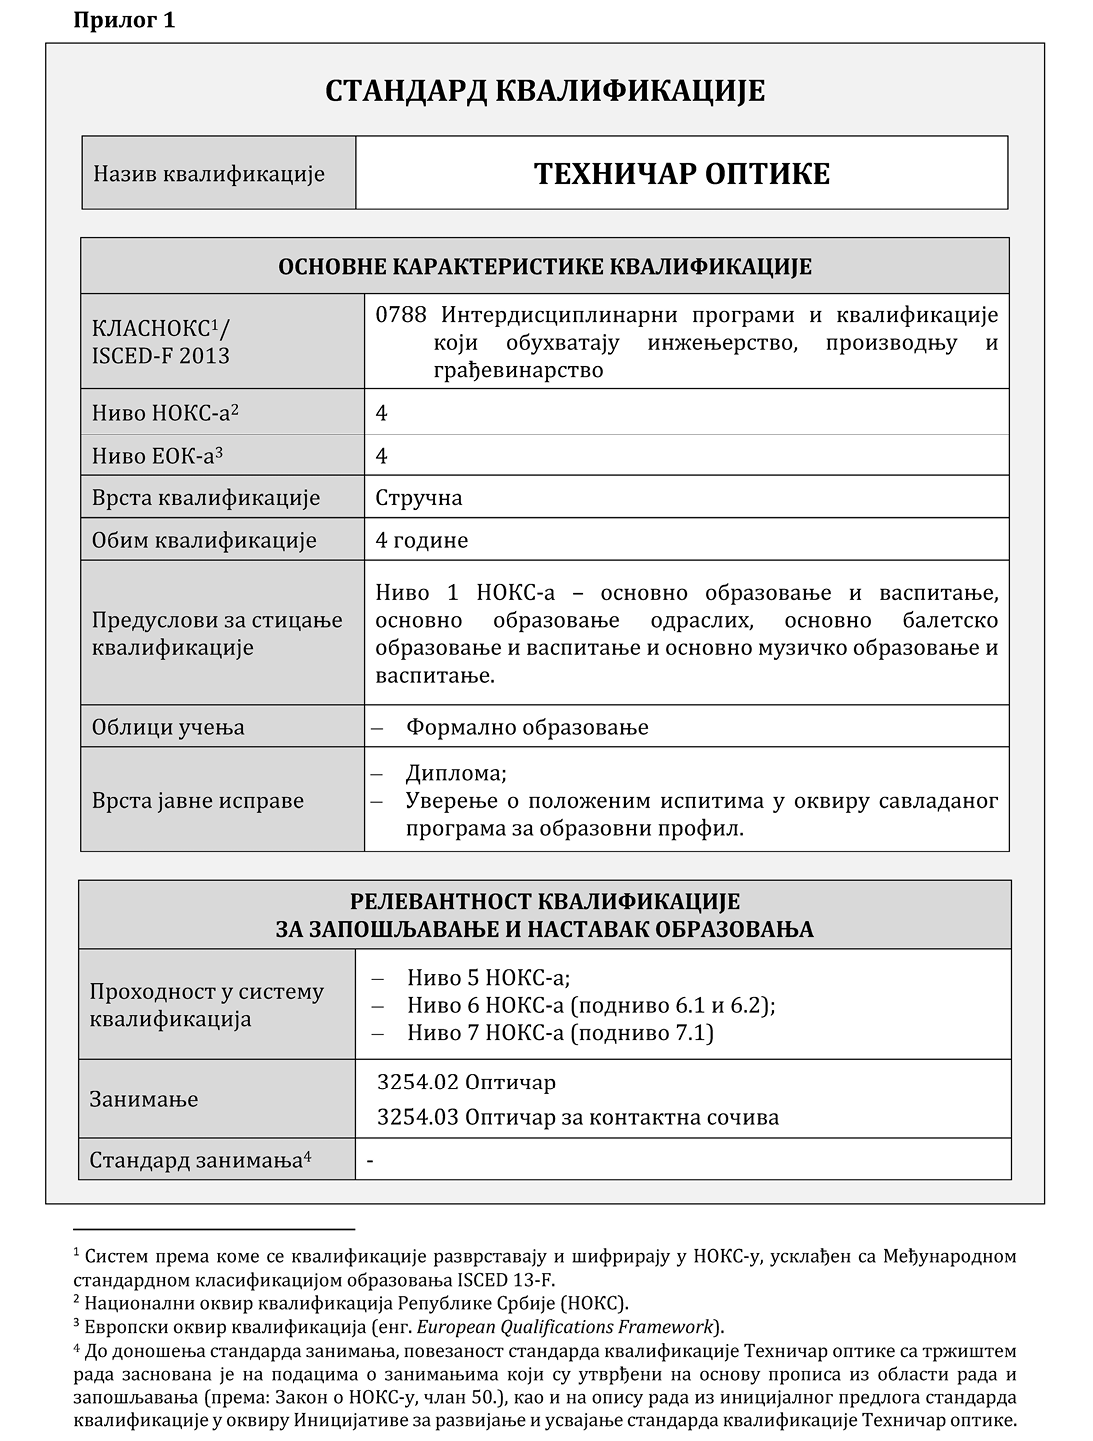 Прилог 1
СТАНДАРД КВАЛИФИКАЦИЈЕ
Назив квалификације
ТЕХНИЧАР ОПТИКЕ
ОСНОВНЕ КАРАКТЕРИСТИКЕ КВАЛИФИКАЦИЈЕ
КЛАСНОКС¹/
ISCED-F 2013
0788 Интердисциплинарни програми и квалификације
који обухватају инжењерство, производњу и
грађевинарство
Ниво НОКС-а²
4
Ниво ЕОК-а³
4
Врста квалификације
Стручна
Обим квалификације
4 године
Предуслови за стицање
квалификације
Ниво 1 НОКС-а – основно образовање и васпитање,
основно образовање одраслих, основно балетско
образовање и васпитање и основно музичко образовање и
васпитање.
Облици учења
– Формално образовање
Врста јавне исправе
– Диплома;
– Уверење о положеним испитима у оквиру савладаног
програма за образовни профил.
РЕЛЕВАНТНОСТ КВАЛИФИКАЦИЈЕ
ЗА ЗАПОШЉАВАЊЕ И НАСТАВАК ОБРАЗОВАЊА
Проходност у систему
квалификација
– Ниво 5 НОКС-а;
– Ниво 6 НОКС-а (подниво 6.1 и 6.2);
– Ниво 7 НОКС-а (подниво 7.1)
Занимање
3254.02 Оптичар
3254.03 Оптичар за контактна сочива
Стандард занимања⁴
-
¹ Систем према коме се квалификације разврставају и шифрирају у НОКС-у, усклађен са Међународном
стандардном класификацијом образовања ISCED 13-F.
² Национални оквир квалификација Републике Србије (НОКС).
³ Европски оквир квалификација (енг. European Qualifications Framework).
⁴ До доношења стандарда занимања, повезаност стандарда квалификације Техничар оптике са тржиштем
рада заснована је на подацима о занимањима који су утврђени на основу прописа из области рада и
запошљавања (према: Закон о НОКС-у, члан 50.), као и на опису рада из иницијалног предлога стандарда
квалификације у оквиру Иницијативе за развијање и усвајање стандарда квалификације Техничар оптике.